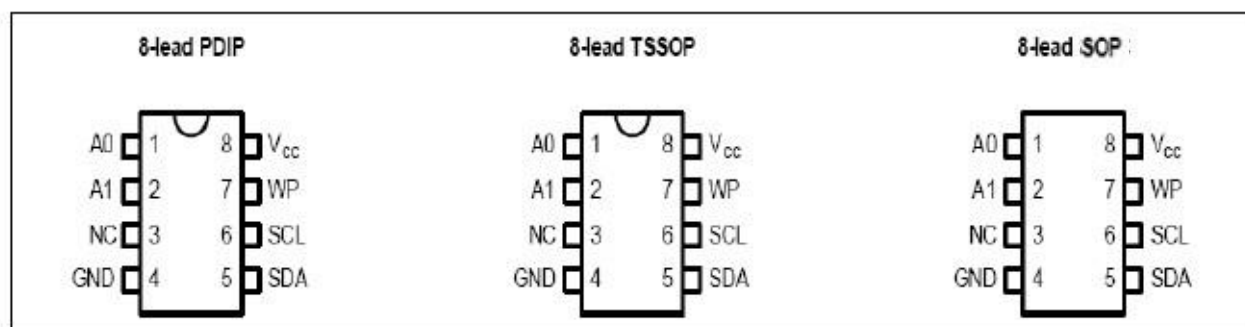 8-lead PDIP 8-lead TSSOP 8-lead SOP
A0 1 8 Vcc A0 1 8 Vcc A0 1 8 Vcc
A1 2 7 WP A1 2 7 WP A1 2 7 WP
NC 3 6 SCL NC 3 6 SCL NC 3 6 SCL
GND 4 5 SDA GND 4 5 SDA GND 4 5 SDA